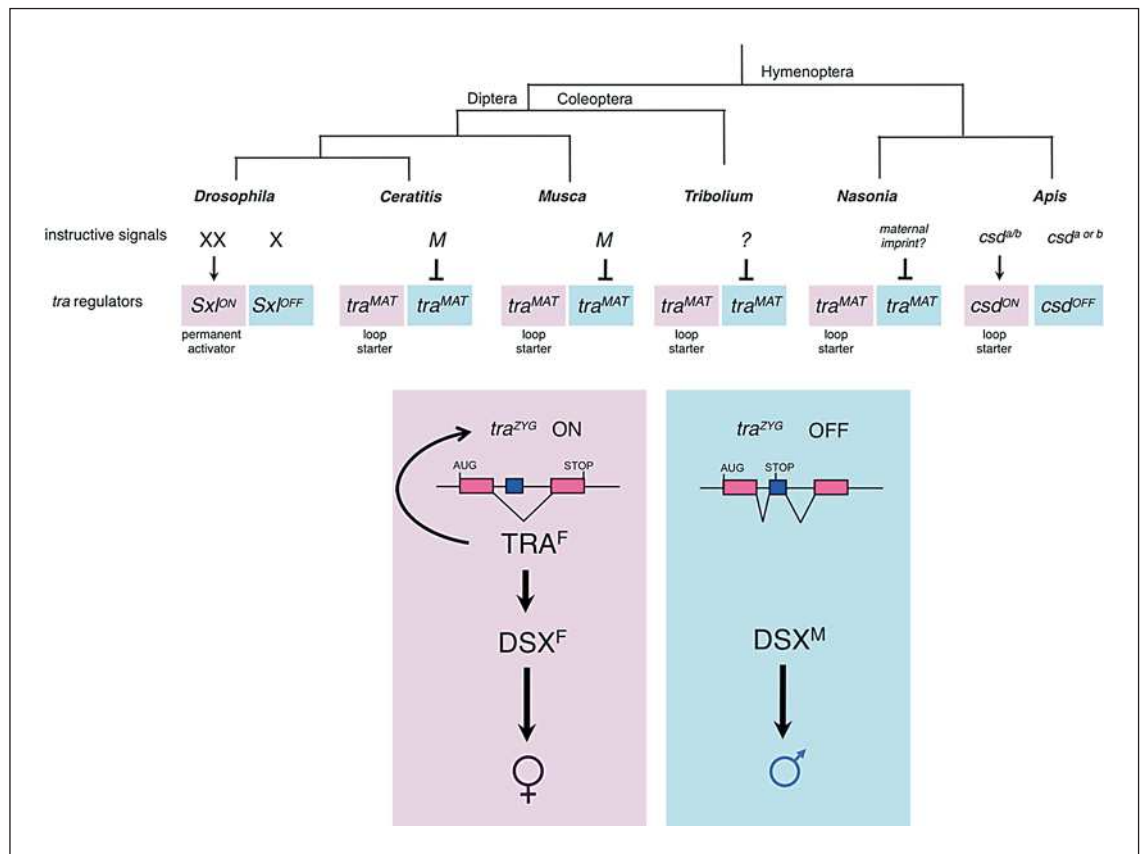 Hymenoptera
Diptera Coleoptera
Drosophila Ceratitis Musca Tribolium Nasonia Apis
instructive signals XX X M M ? maternal imprint? csd^a/b csd^a or b
tra regulators Sxl^ON Sxl^OFF tra^MAT tra^MAT tra^MAT tra^MAT tra^MAT tra^MAT tra^MAT tra^MAT csd^ON csd^OFF
permanent activator loop starter loop starter loop starter loop starter loop starter
tra^ZYG ON tra^ZYG OFF
AUG STOP AUG STOP
TRA^F
DSX^F DSX^M
♀ ♂